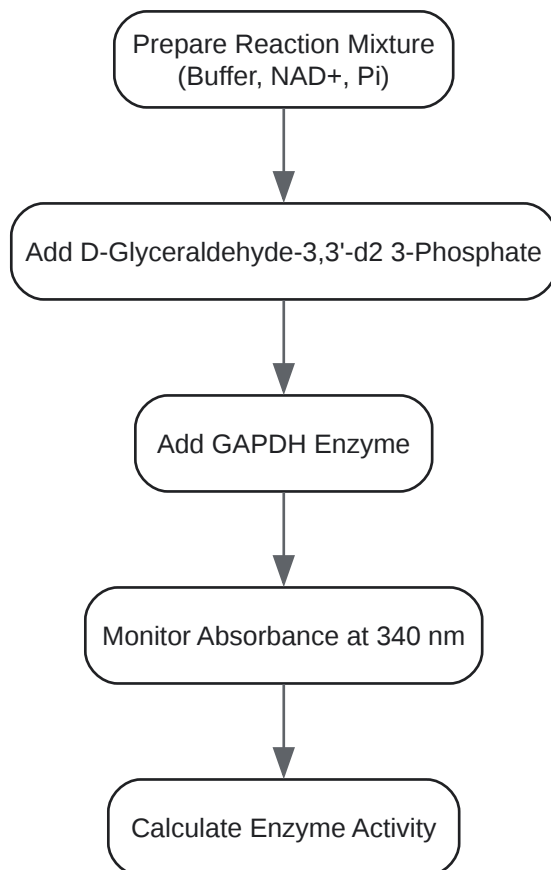 Prepare Reaction Mixture
(Buffer, NAD+, Pi)
Add D-Glyceraldehyde-3,3'-d2 3-Phosphate
Add GAPDH Enzyme
Monitor Absorbance at 340 nm
Calculate Enzyme Activity